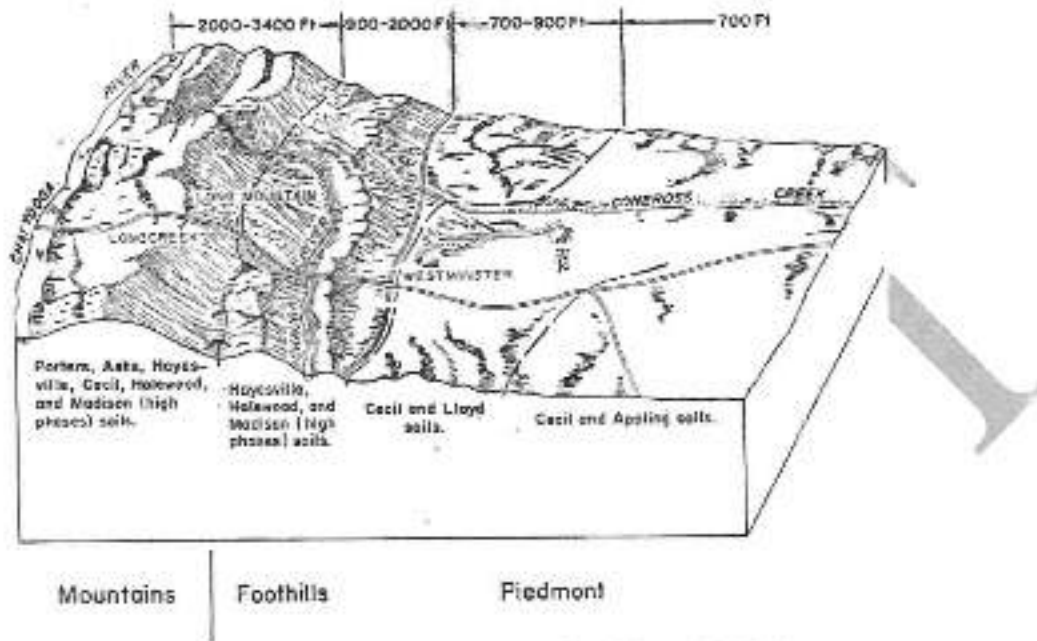 2000-3400 Ft
900-2000 Ft
700-900 Ft
700 Ft
CHATTOOGA
RIVER
LONG MOUNTAIN
LONGCREEK
CONEROSS CREEK
WESTMINSTER
Porters, Ashe, Hayes-
ville, Cecil, Halewood,
and Madison (high
phases) soils.
Hayesville,
Halewood, and
Madison (high
phases) soils.
Cecil and Lloyd
soils.
Cecil and Appling soils.
Mountains
Foothills
Piedmont